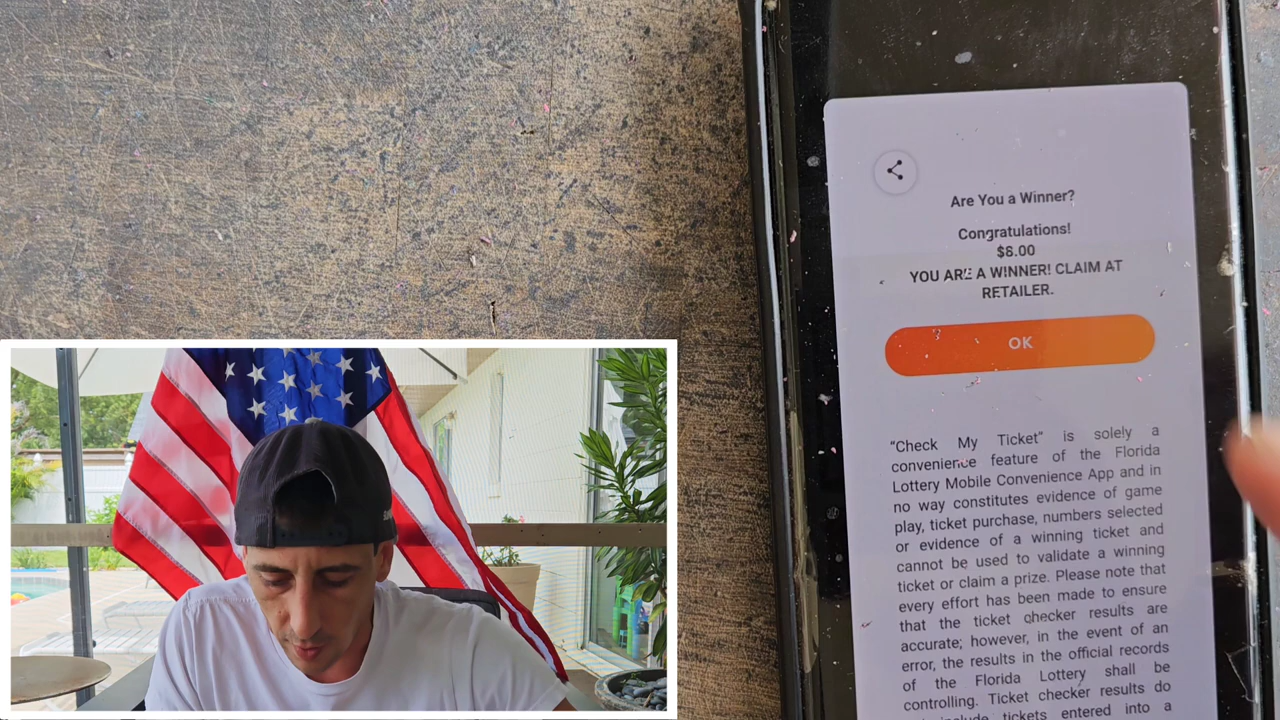 Are You a Winner?
Congratulations!
$8.00
YOU ARE A WINNER! CLAIM AT
RETAILER.
OK
"Check My Ticket" is solely a
convenience feature of the Florida
Lottery Mobile Convenience App and in
no way constitutes evidence of game
play, ticket purchase, numbers selected
or evidence of a winning ticket and
cannot be used to validate a winning
ticket or claim a prize. Please note that
every effort has been made to ensure
that the ticket checker results are
accurate; however, in the event of an
error, the results in the official records
of the Florida Lottery shall be
controlling. Ticket checker results do
include tickets entered into a